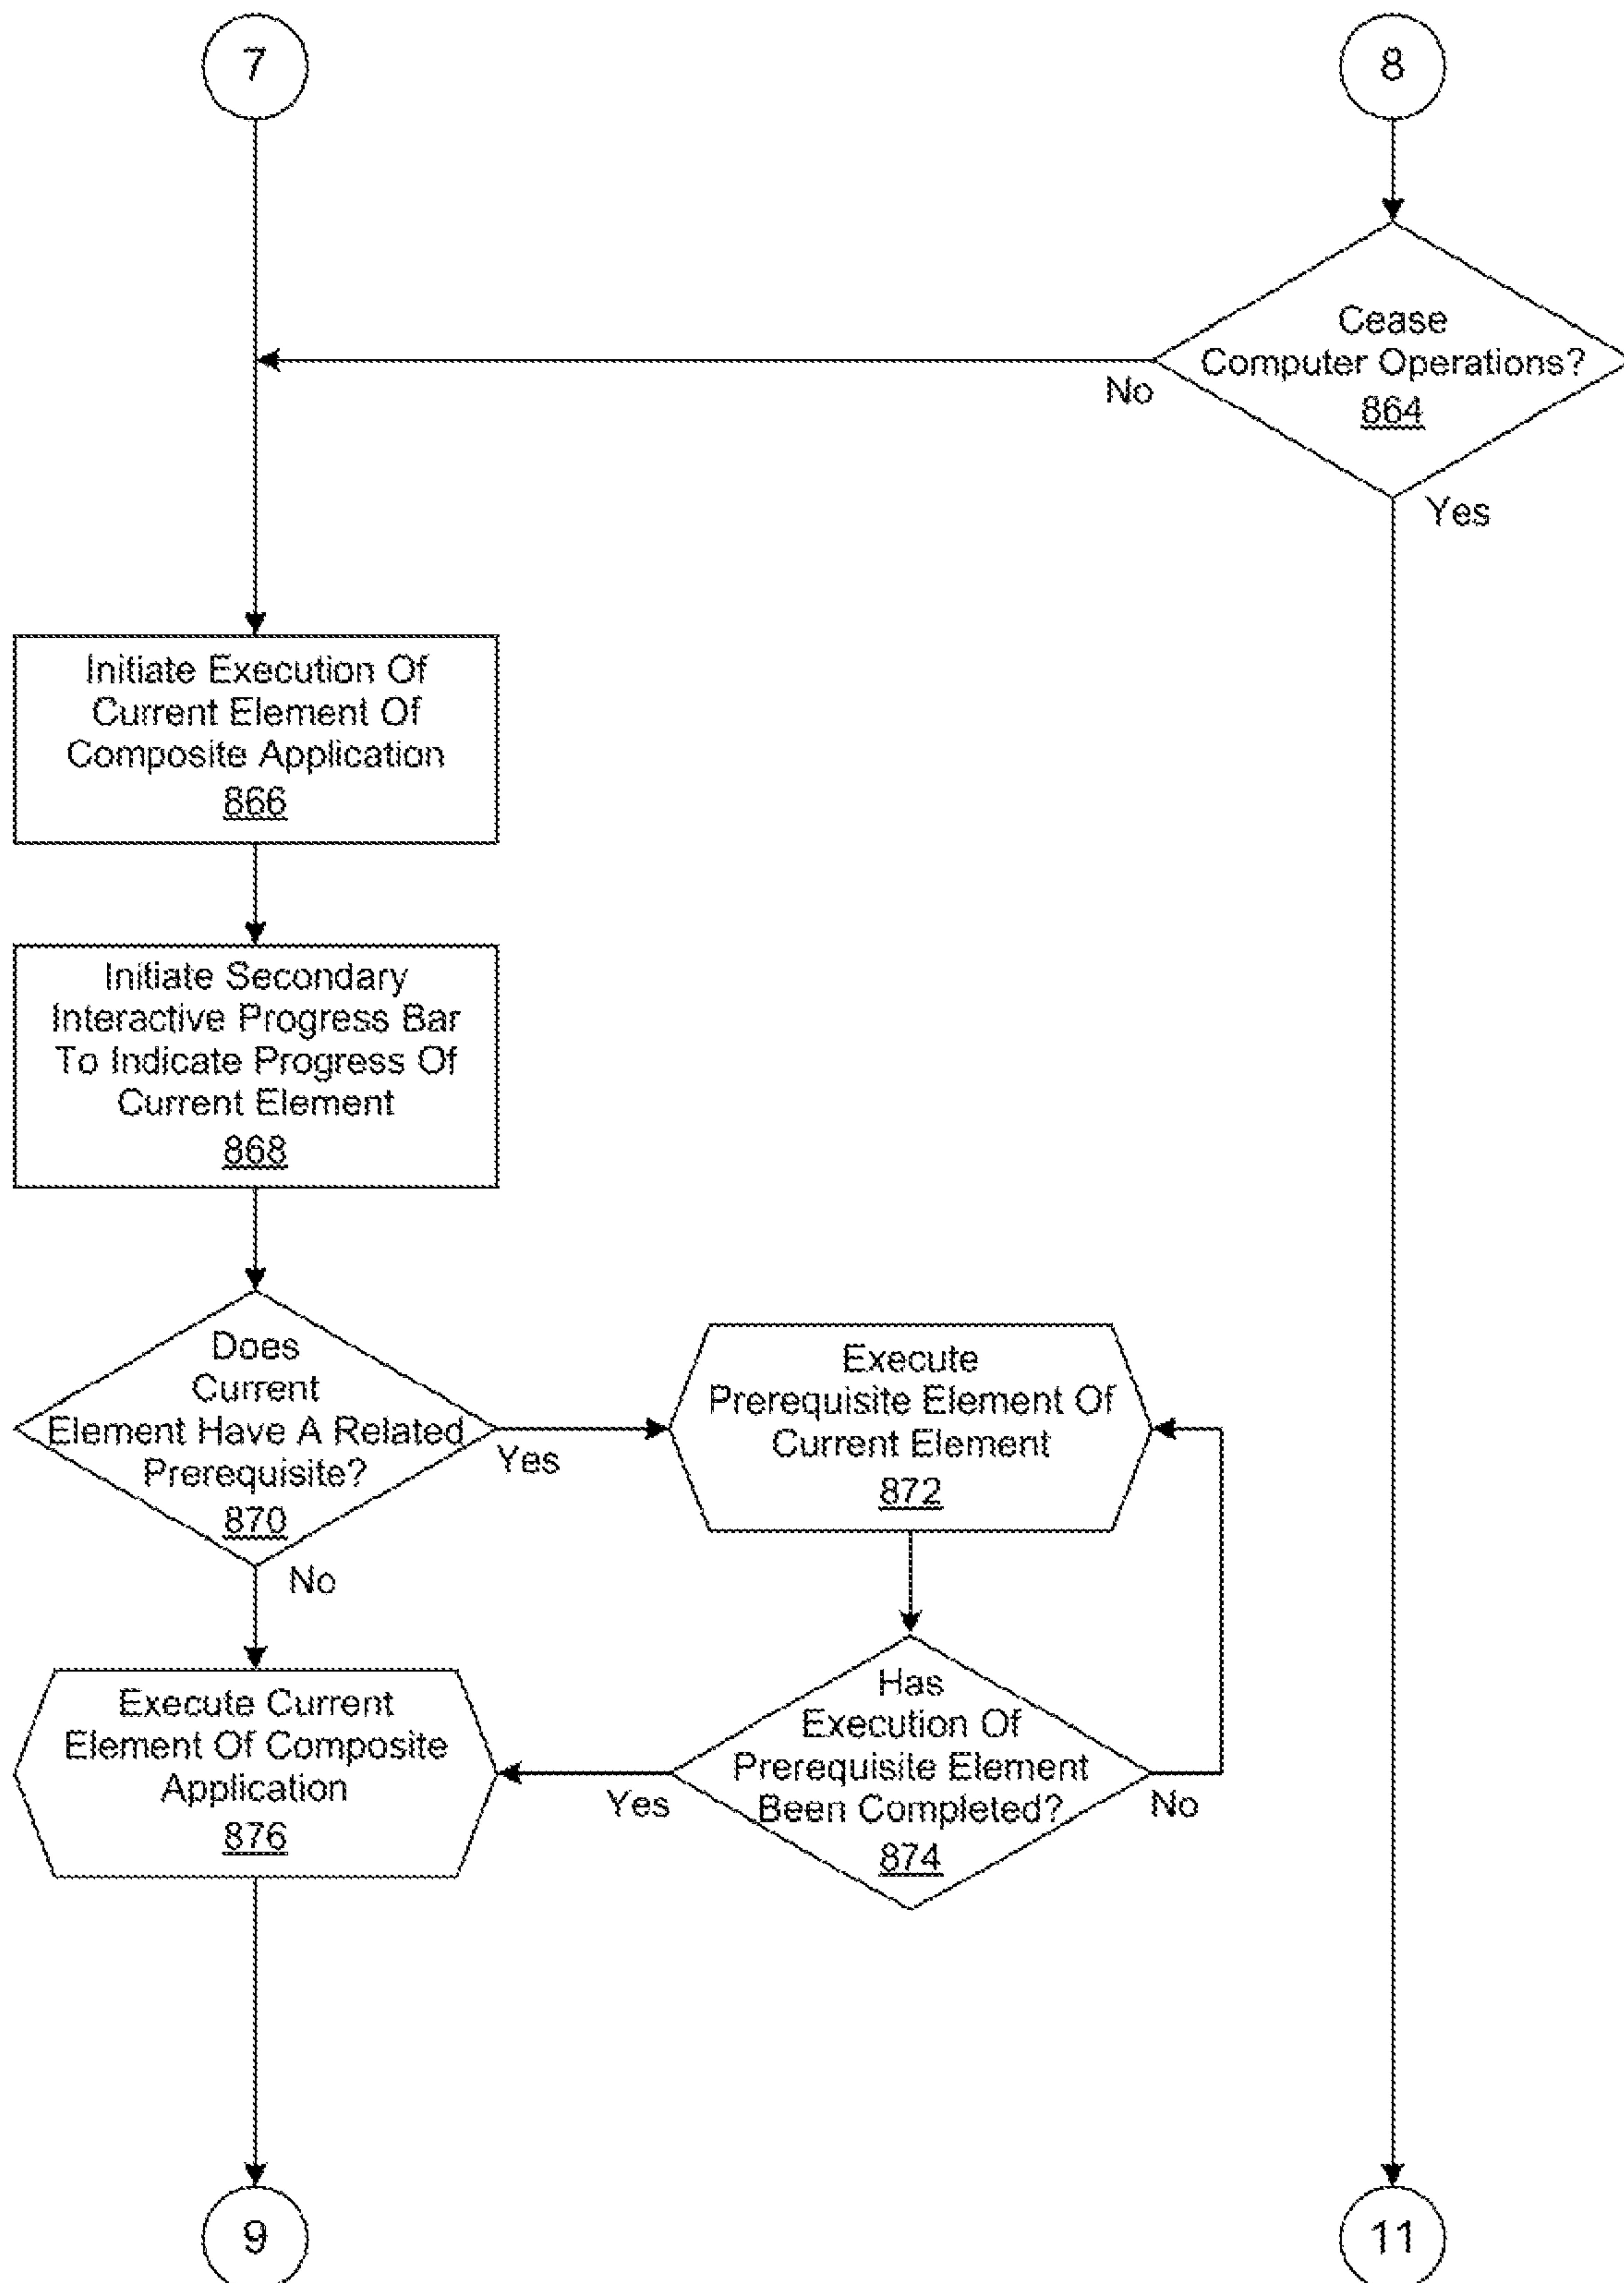 7
8
Cease
Computer Operations?
864
No
Yes
Initiate Execution Of
Current Element Of
Composite Application
866
Initiate Secondary
Interactive Progress Bar
To Indicate Progress Of
Current Element
868
Does
Current
Element Have A Related
Prerequisite?
870
Yes
No
Execute
Prerequisite Element Of
Current Element
872
Has
Execution Of
Prerequisite Element
Been Completed?
874
Yes
No
Execute Current
Element Of Composite
Application
876
9
11